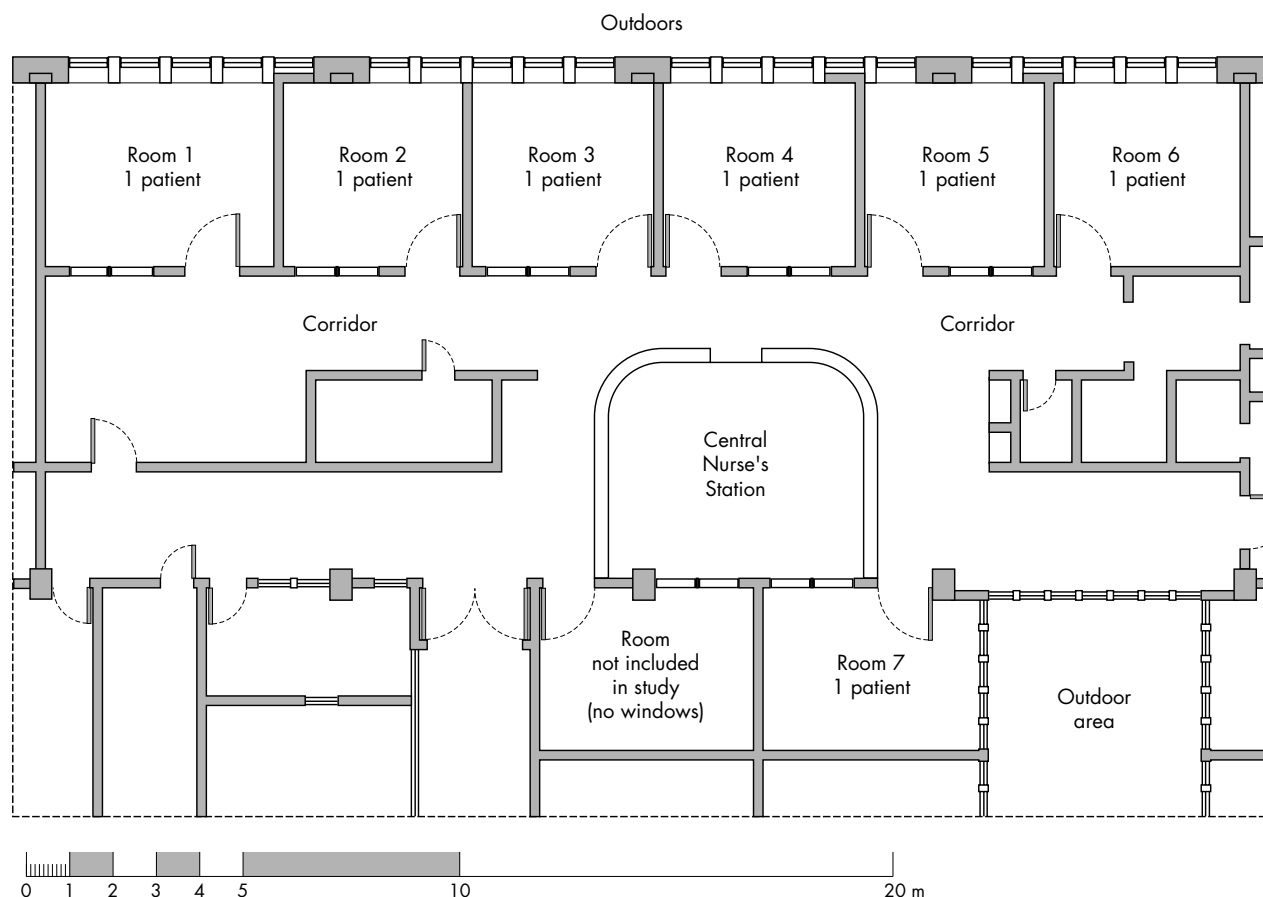 Outdoors
Room 1
1 patient
Room 2
1 patient
Room 3
1 patient
Room 4
1 patient
Room 5
1 patient
Room 6
1 patient
Corridor
Corridor
Central
Nurse's
Station
Room
not included
in study
(no windows)
Room 7
1 patient
Outdoor
area
0 1 2 3 4 5 10 20 m